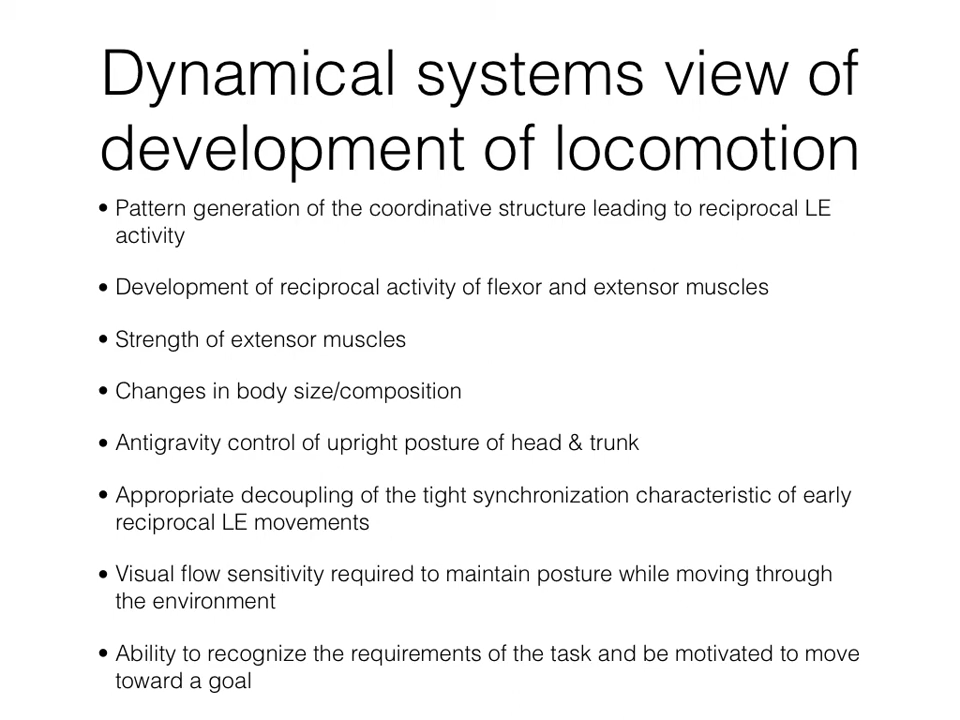 Dynamical systems view of
development of locomotion
• Pattern generation of the coordinative structure leading to reciprocal LE
activity
• Development of reciprocal activity of flexor and extensor muscles
• Strength of extensor muscles
• Changes in body size/composition
• Antigravity control of upright posture of head & trunk
• Appropriate decoupling of the tight synchronization characteristic of early
reciprocal LE movements
• Visual flow sensitivity required to maintain posture while moving through
the environment
• Ability to recognize the requirements of the task and be motivated to move
toward a goal